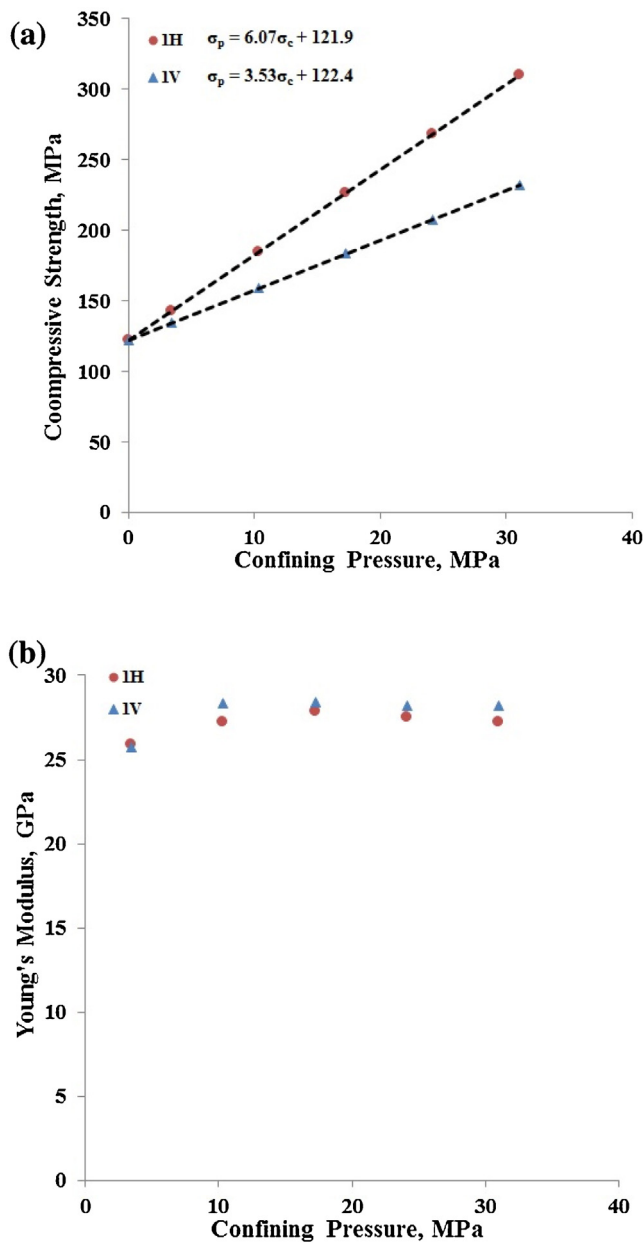 (a)
350
1H σp = 6.07σc + 121.9
1V σp = 3.53σc + 122.4
300
250
200
150
100
50
0
Coompressive Strength, MPa
0 10 20 30 40
Confining Pressure, MPa
(b)
30
1H
1V
25
20
15
10
5
0
Young's Modulus, GPa
0 10 20 30 40
Confining Pressure, MPa